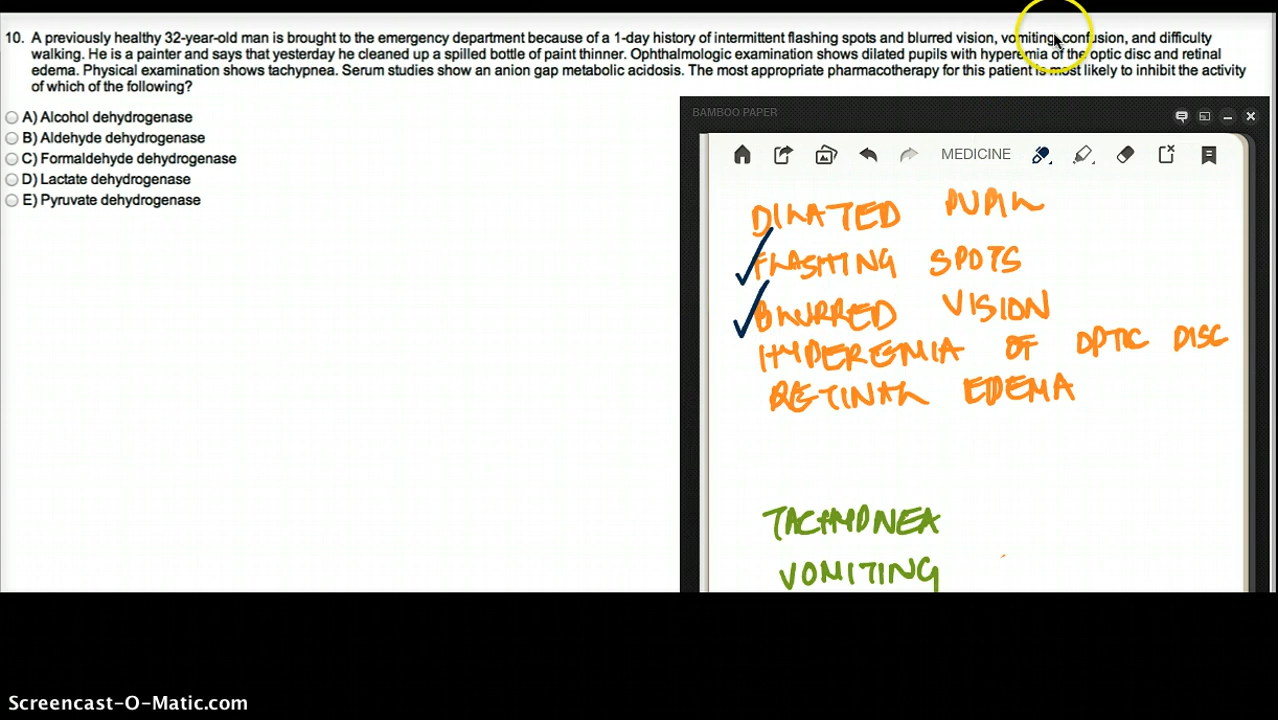 10. A previously healthy 32-year-old man is brought to the emergency department because of a 1-day history of intermittent flashing spots and blurred vision, vomiting, confusion, and difficulty
walking. He is a painter and says that yesterday he cleaned up a spilled bottle of paint thinner. Ophthalmologic examination shows dilated pupils with hyperemia of the optic disc and retinal
edema. Physical examination shows tachypnea. Serum studies show an anion gap metabolic acidosis. The most appropriate pharmacotherapy for this patient is most likely to inhibit the activity
of which of the following?
A) Alcohol dehydrogenase
B) Aldehyde dehydrogenase
C) Formaldehyde dehydrogenase
D) Lactate dehydrogenase
E) Pyruvate dehydrogenase
BAMBOO PAPER
MEDICINE
DILATED PUPIL
FLASHING SPOTS
BLURRED VISION
HYPEREMIA OF OPTIC DISC
RETINAL EDEMA
TACHYPNEA
VOMITING
Screencast-O-Matic.com